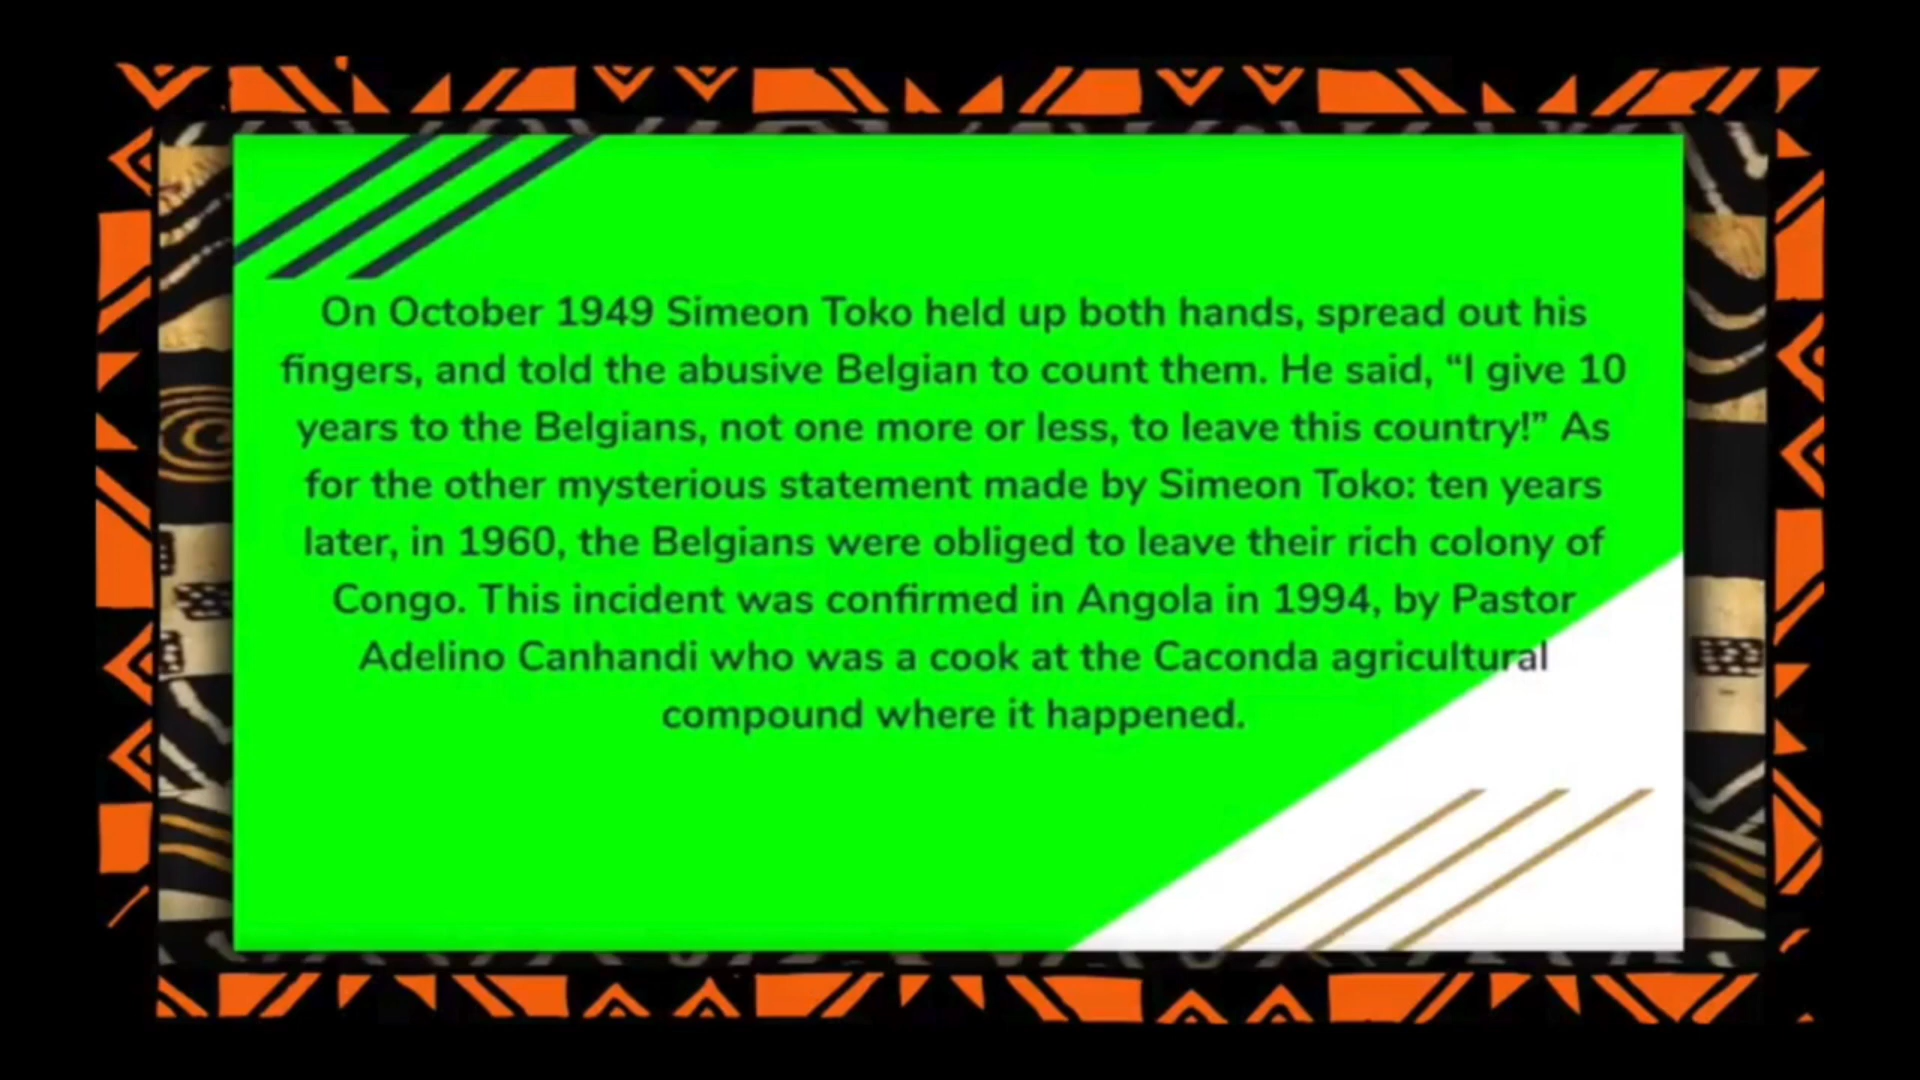 On October 1949 Simeon Toko held up both hands, spread out his
fingers, and told the abusive Belgian to count them. He said, “I give 10
years to the Belgians, not one more or less, to leave this country!” As
for the other mysterious statement made by Simeon Toko: ten years
later, in 1960, the Belgians were obliged to leave their rich colony of
Congo. This incident was confirmed in Angola in 1994, by Pastor
Adelino Canhandi who was a cook at the Caconda agricultural
compound where it happened.